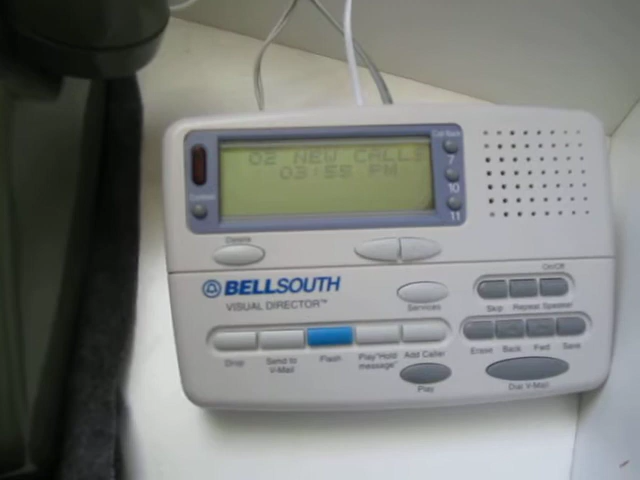 Call Back
02 NEW CALLS
03:55 PM
7
10
11
Delete
BELLSOUTH
VISUAL DIRECTOR™
Services
On/Off
Skip Repeat Speaker
Drop Send to V-Mail Flash Play "Hold message" Add Caller
Erase Back Fwd Save
Play
Dial V-Mail